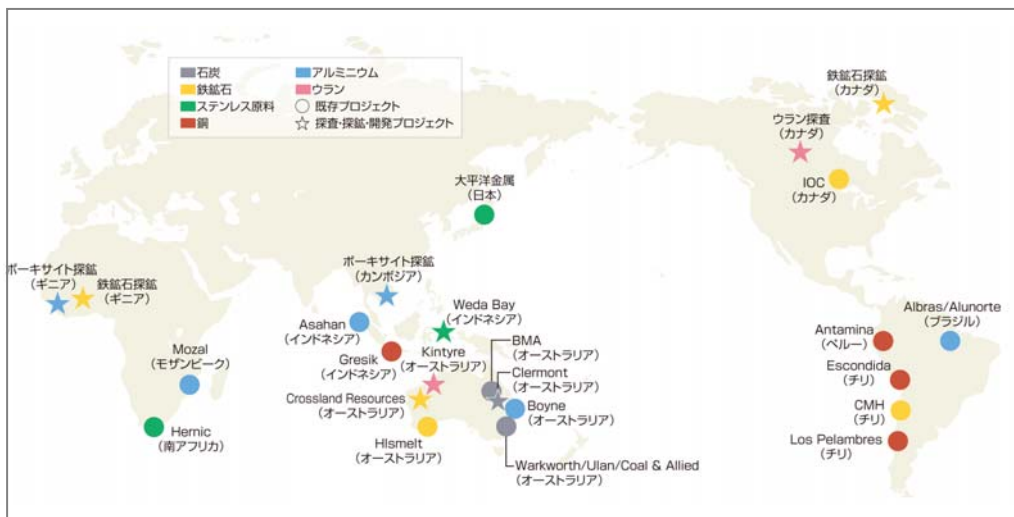 石炭
鉄鉱石
ステンレス原料
銅
アルミニウム
ウラン
既存プロジェクト
探査・探鉱・開発プロジェクト
鉄鉱石探鉱
(カナダ)
ウラン探査
(カナダ)
IOC
(カナダ)
大平洋金属
(日本)
ボーキサイト探鉱
(ギニア)
鉄鉱石探鉱
(ギニア)
ボーキサイト探鉱
(カンボジア)
Asahan
(インドネシア)
Weda Bay
(インドネシア)
Mozal
(モザンビーク)
Gresik
(インドネシア)
Kintyre
(オーストラリア)
BMA
(オーストラリア)
Clermont
(オーストラリア)
Crossland Resources
(オーストラリア)
Boyne
(オーストラリア)
Hernic
(南アフリカ)
HIsmelt
(オーストラリア)
Warkworth/Ulan/Coal & Allied
(オーストラリア)
Albras/Alunorte
(ブラジル)
Antamina
(ペルー)
Escondida
(チリ)
CMH
(チリ)
Los Pelambres
(チリ)